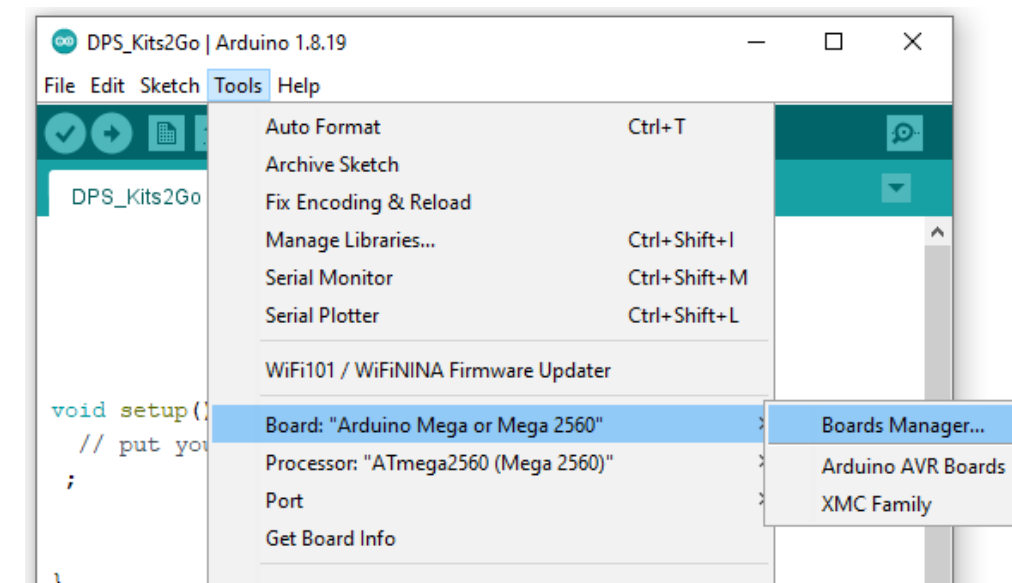 DPS_Kits2Go | Arduino 1.8.19
File Edit Sketch Tools Help
DPS_Kits2Go
Auto Format Ctrl+T
Archive Sketch
Fix Encoding & Reload
Manage Libraries... Ctrl+Shift+I
Serial Monitor Ctrl+Shift+M
Serial Plotter Ctrl+Shift+L
WiFi101 / WiFiNINA Firmware Updater
Board: "Arduino Mega or Mega 2560"
Processor: "ATmega2560 (Mega 2560)"
Port
Get Board Info
Boards Manager...
Arduino AVR Boards
XMC Family
void setup()
// put you
;
}